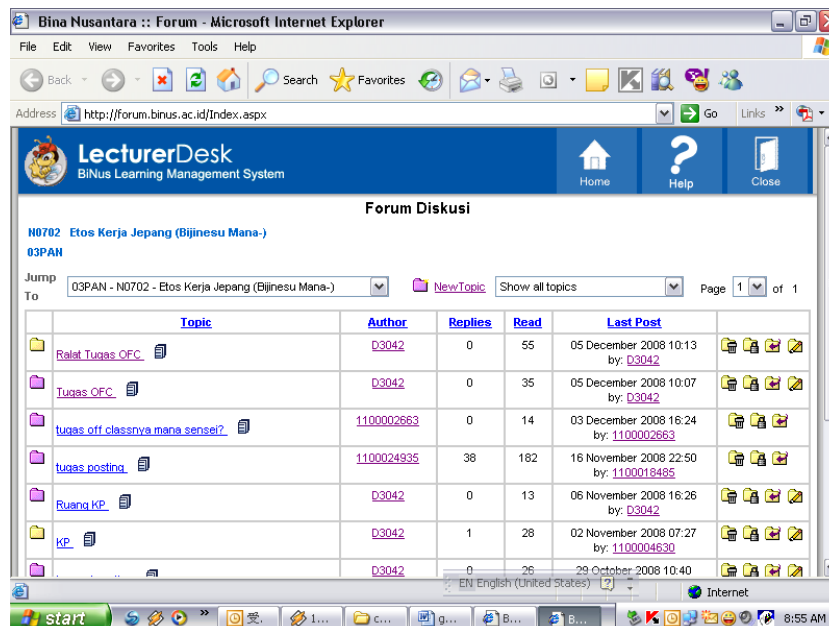 Bina Nusantara :: Forum - Microsoft Internet Explorer
File Edit View Favorites Tools Help
Back Search Favorites
Address http://forum.binus.ac.id/Index.aspx Go Links »
LecturerDesk
BiNus Learning Management System
Home Help Close
Forum Diskusi
N0702 Etos Kerja Jepang (Bijinesu Mana-)
03PAN
Jump To 03PAN - N0702 - Etos Kerja Jepang (Bijinesu Mana-) NewTopic Show all topics Page 1 of 1
Topic Author Replies Read Last Post
Ralat Tugas OFC D3042 0 55 05 December 2008 10:13
by: D3042
Tugas OFC D3042 0 35 05 December 2008 10:07
by: D3042
tugas off classnya mana sensei? 1100002663 0 14 03 December 2008 16:24
by: 1100002663
tugas posting 1100024935 38 182 16 November 2008 22:50
by: 1100018485
Ruang KP D3042 0 13 06 November 2008 16:26
by: D3042
KP D3042 1 28 02 November 2008 07:27
by: 1100004630
D3042 0 26 29 October 2008 10:40
EN English (United States)
Internet
start » 受. 1... c... g... B... B... 8:55 AM